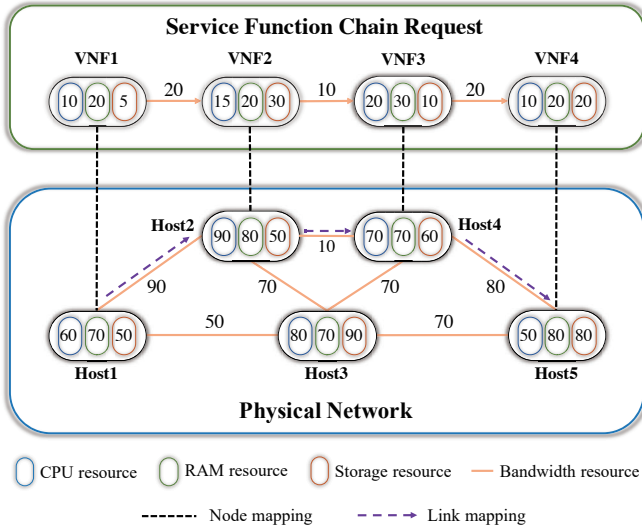 Service Function Chain Request
VNF1 VNF2 VNF3 VNF4
10 20 5 20 15 20 30 10 20 30 10 20 10 20 20
Host2 90 80 50 10 70 70 60 Host4
90 70 70 80
60 70 50 50 80 70 90 70 50 80 80
Host1 Host3 Host5
Physical Network
CPU resource RAM resource Storage resource Bandwidth resource
Node mapping Link mapping